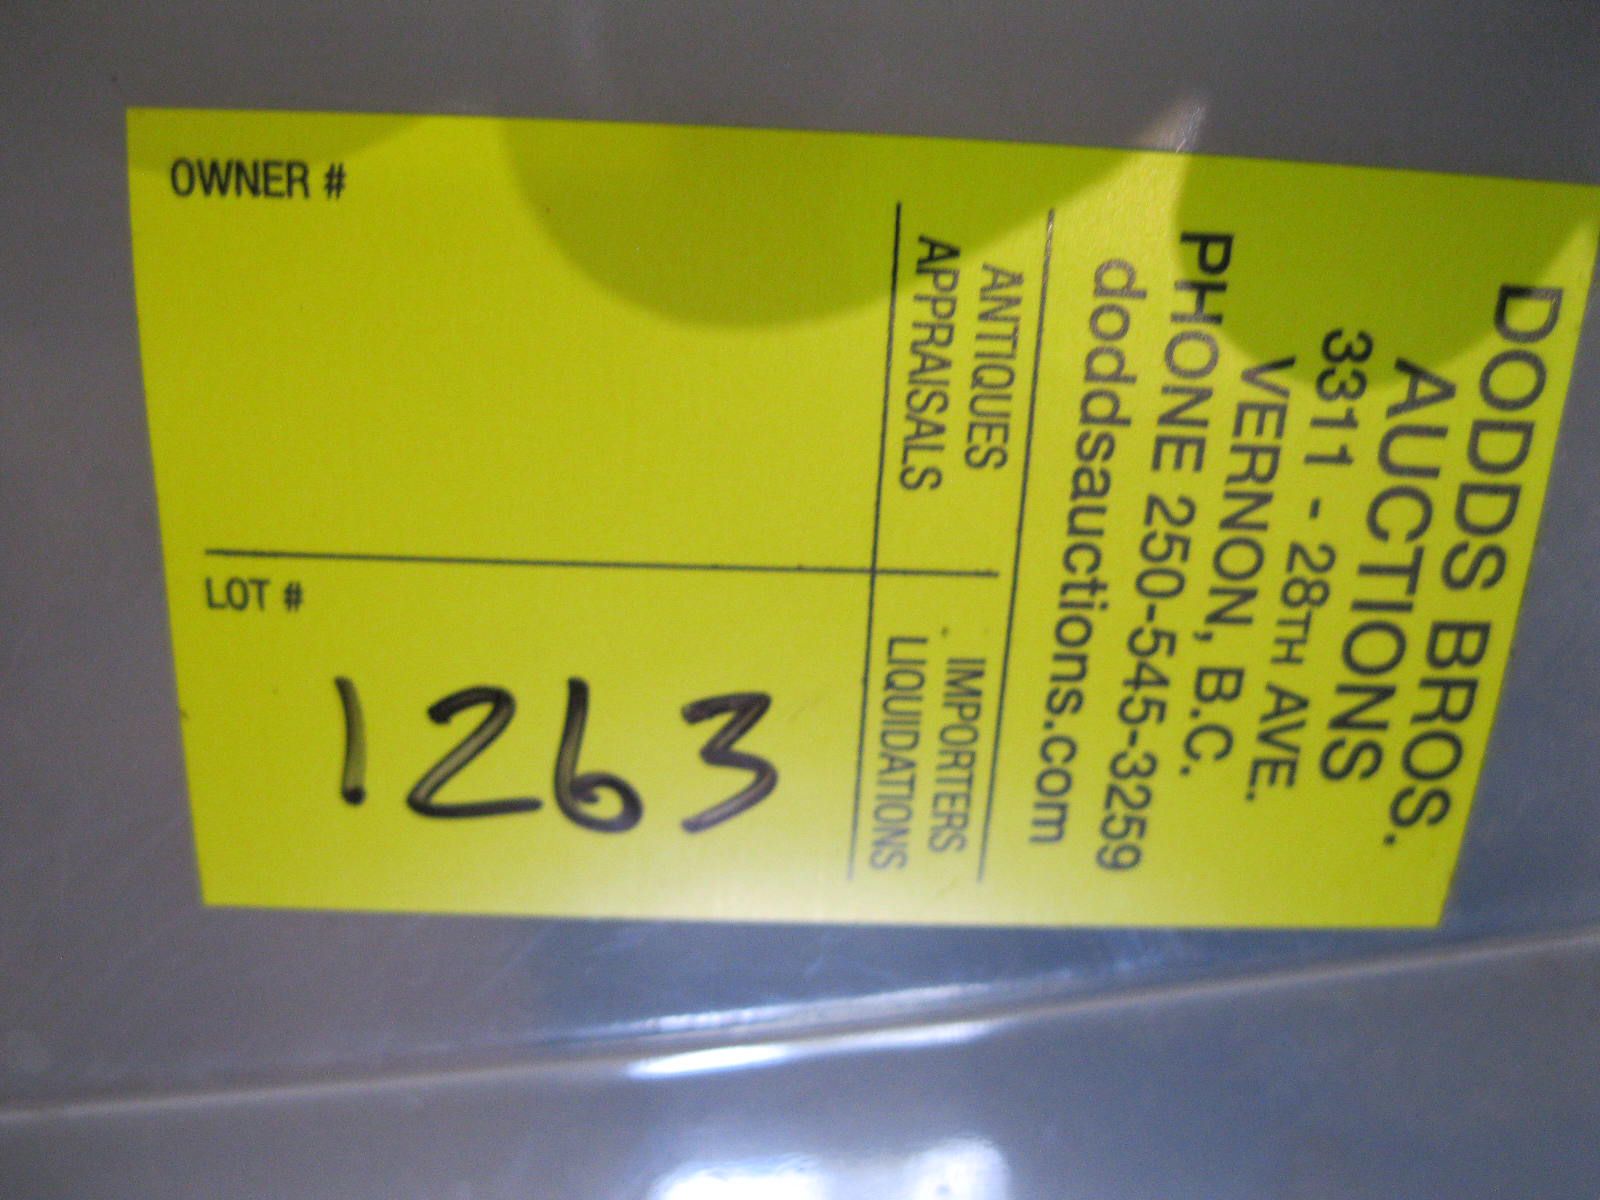 DODDS BROS.
AUCTIONS
3311 - 28TH AVE.
VERNON, B.C.
PHONE 250-545-3259
doddsauctions.com
ANTIQUES
APPRAISALS
IMPORTERS
LIQUIDATIONS
OWNER #
LOT #
1263